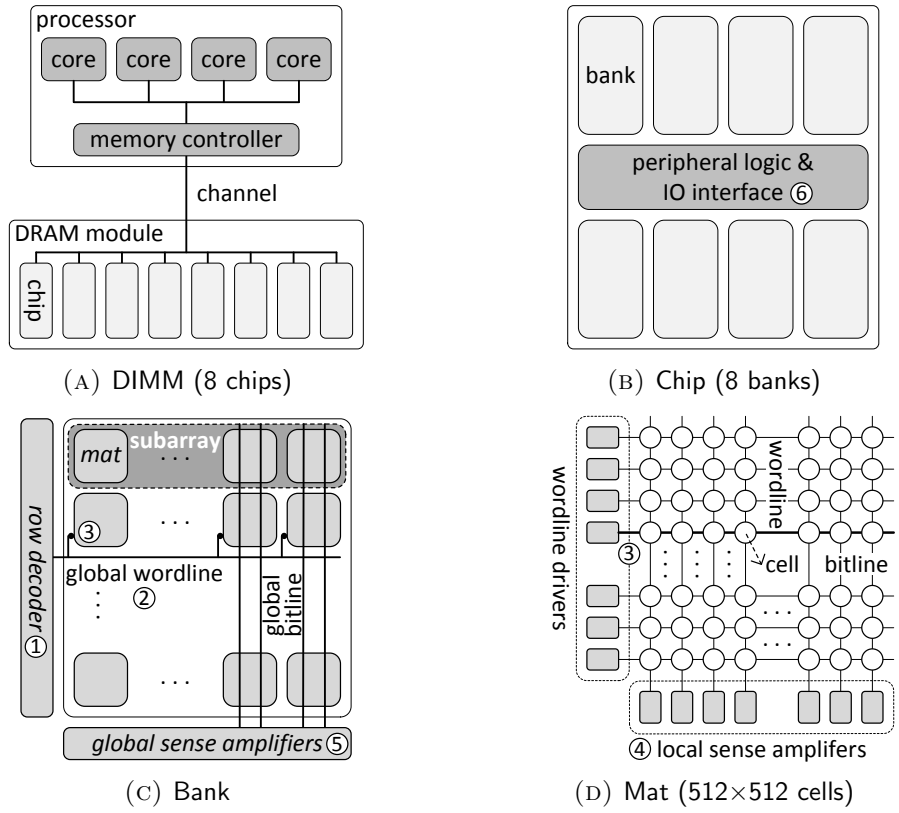 processor
core core core core
memory controller
channel
DRAM module
chip
(A) DIMM (8 chips)
bank
peripheral logic &
IO interface ⑥
(B) Chip (8 banks)
row decoder ①
mat
subarray
. . .
③
. . .
global wordline
②
global
bitline
. . .
. . .
global sense amplifiers ⑤
(C) Bank
wordline drivers
wordline
③
cell
bitline
. . .
. . .
④ local sense amplifers
(D) Mat (512×512 cells)